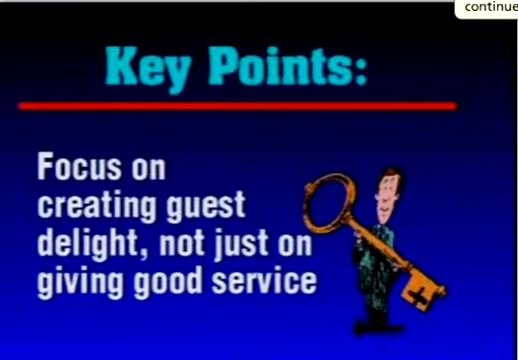 continue
Key Points:
Focus on
creating guest
delight, not just on
giving good service